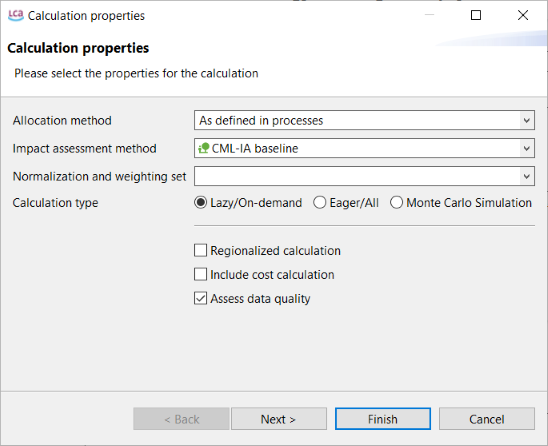 LCA Calculation properties
Calculation properties
Please select the properties for the calculation
Allocation method As defined in processes
Impact assessment method CML-IA baseline
Normalization and weighting set
Calculation type Lazy/On-demand Eager/All Monte Carlo Simulation
Regionalized calculation
Include cost calculation
Assess data quality
< Back Next > Finish Cancel